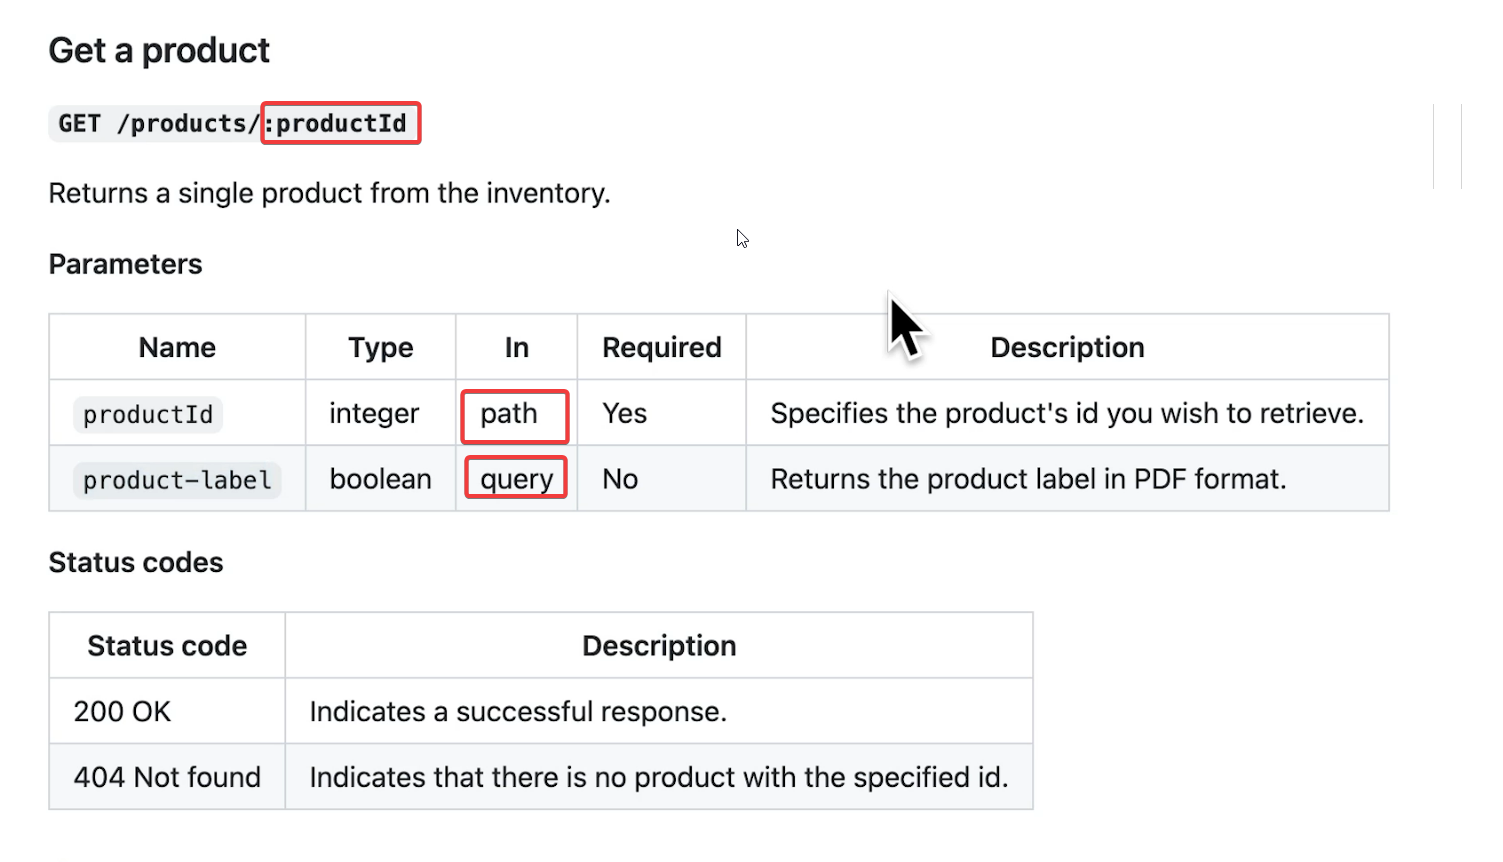 Get a product
GET /products/:productId
Returns a single product from the inventory.
Parameters
Name Type In Required Description
productId integer path Yes Specifies the product's id you wish to retrieve.
product-label boolean query No Returns the product label in PDF format.
Status codes
Status code Description
200 OK Indicates a successful response.
404 Not found Indicates that there is no product with the specified id.